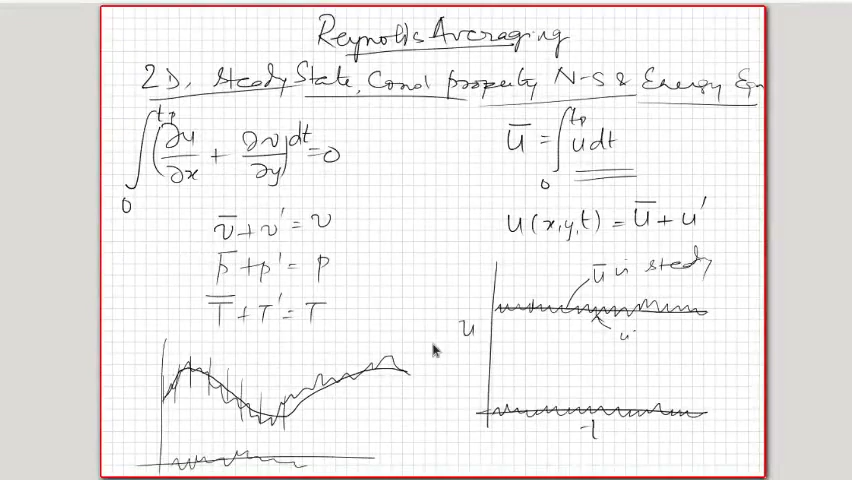 Reynolds Averaging
2D, Steady State, Const property N-S & Energy Eqn
∫₀^tp (∂u/∂x + ∂v/∂y) dt = 0
ū = ∫₀^tp u dt
v̄ + v' = v
u(x,y,t) = ū + u'
p̄ + p' = p
T̄ + T' = T
ū is steady
u
u'
t